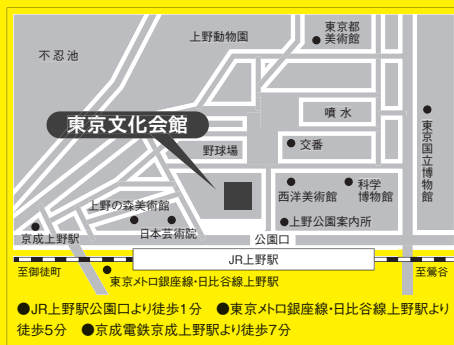 上野動物園
東京都
美術館
不忍池
噴水
東京文化会館
東京国立博物館
野球場
交番
西洋美術館
科学
博物館
上野の森美術館
日本芸術院
上野公園案内所
京成上野駅
公園口
JR上野駅
至御徒町
至鶯谷
東京メトロ銀座線・日比谷線上野駅
●JR上野駅公園口より徒歩1分 ●東京メトロ銀座線・日比谷線上野駅より
徒歩5分 ●京成電鉄京成上野駅より徒歩7分